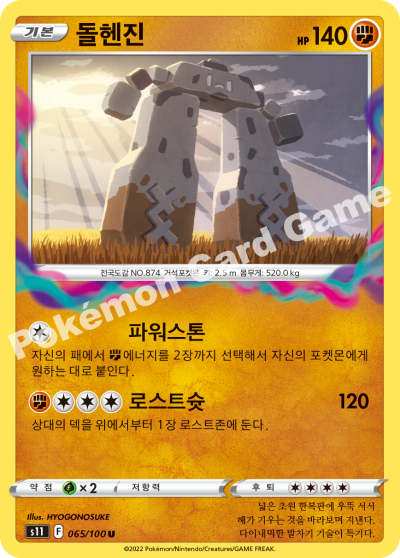 기본 돌헨진 HP 140
전국도감 NO.874 거석포켓몬 키: 2.5 m 몸무게: 520.0 kg
Pokémon Card Game
파워스톤
자신의 패에서 에너지를 2장까지 선택해서 자신의 포켓몬에게
원하는 대로 붙인다.
로스트슛 120
상대의 덱을 위에서부터 1장 로스트존에 둔다.
약점 ×2 저항력 후퇴
Illus. HYOGONOSUKE
s11 F 065/100 U
넓은 초원 한복판에 우뚝 서서
해가 기우는 것을 바라보며 지낸다.
다이내믹한 발차기 기술이 특기다.
©2022 Pokémon/Nintendo/Creatures/GAME FREAK.